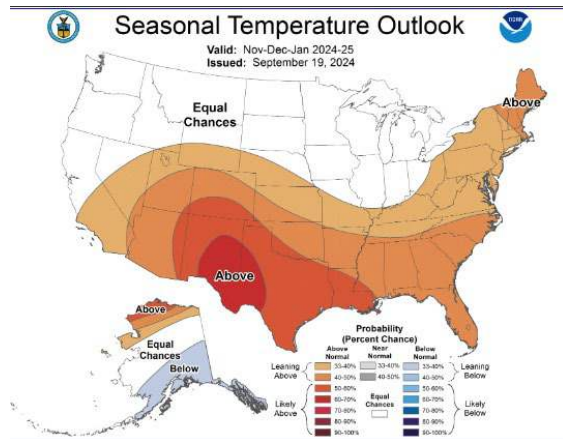 Seasonal Temperature Outlook
Valid: Nov-Dec-Jan 2024-25
Issued: September 19, 2024
Equal
Chances
Above
Above
Above
Equal
Chances
Below
Probability
(Percent Chance)
Above
Normal
Near
Normal
Below
Normal
Leaning
Above
33-40%
33-40%
33-40%
Leaning
Below
40-50%
40-50%
40-50%
Likely
Above
50-60%
50-60%
Likely
Below
60-70%
60-70%
70-80%
70-80%
80-90%
80-90%
90-100%
90-100%
Equal
Chances